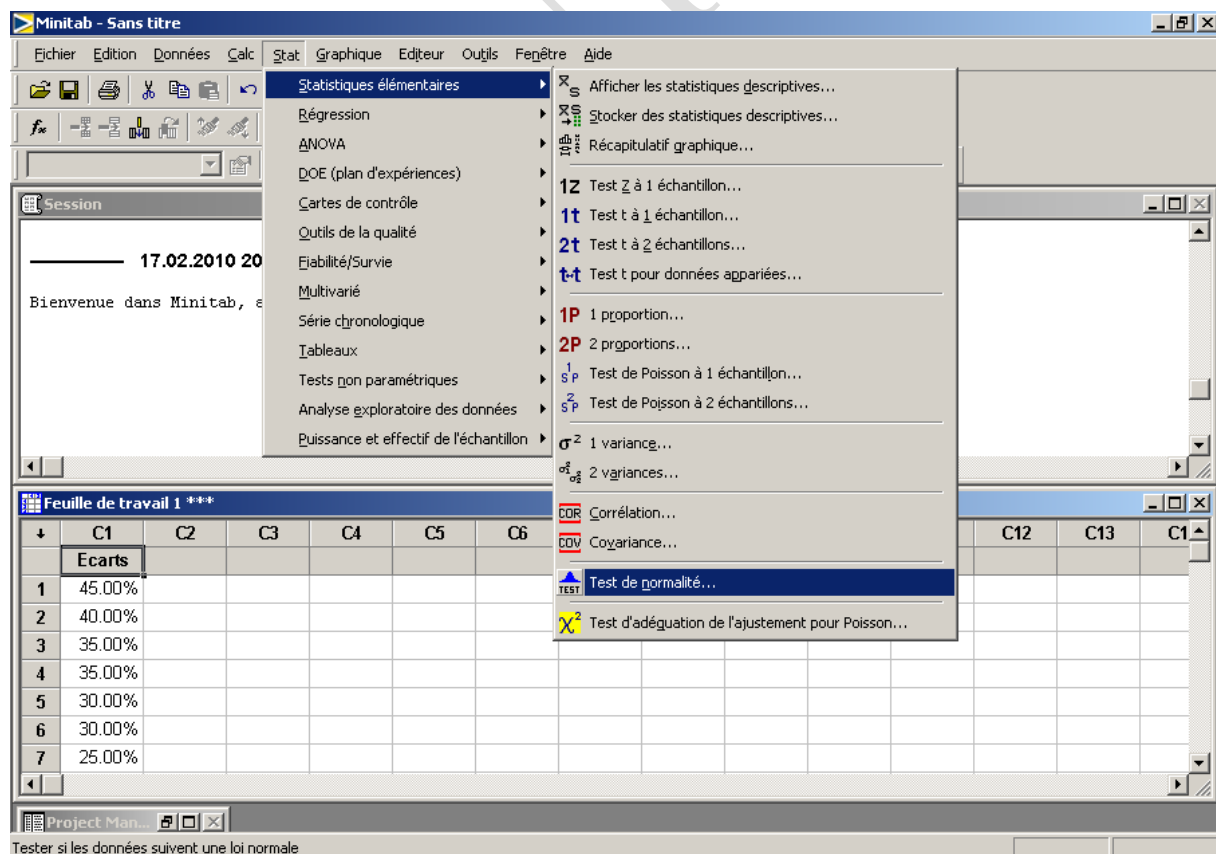 Minitab - Sans titre
Fichier Edition Données Calc Stat Graphique Editeur Outils Fenêtre Aide
Statistiques élémentaires
Régression
ANOVA
DOE (plan d'expériences)
Cartes de contrôle
Outils de la qualité
Fiabilité/Survie
Multivarié
Série chronologique
Tableaux
Tests non paramétriques
Analyse exploratoire des données
Puissance et effectif de l'échantillon
Afficher les statistiques descriptives...
Stocker des statistiques descriptives...
Récapitulatif graphique...
1Z Test Z à 1 échantillon...
1t Test t à 1 échantillon...
2t Test t à 2 échantillons...
t-t Test t pour données appariées...
1P 1 proportion...
2P 2 proportions...
1 S P Test de Poisson à 1 échantillon...
2 S P Test de Poisson à 2 échantillons...
σ² 1 variance...
σ²₁ σ²₂ 2 variances...
COR Corrélation...
COV Covariance...
TEST Test de normalité...
χ² Test d'adéquation de l'ajustement pour Poisson...
Session
17.02.2010 20
Bienvenue dans Minitab,
Feuille de travail 1 ***
C1 C2 C3 C4 C5 C6 C12 C13 C1
Ecarts
1 45.00%
2 40.00%
3 35.00%
4 35.00%
5 30.00%
6 30.00%
7 25.00%
Project Man...
Tester si les données suivent une loi normale